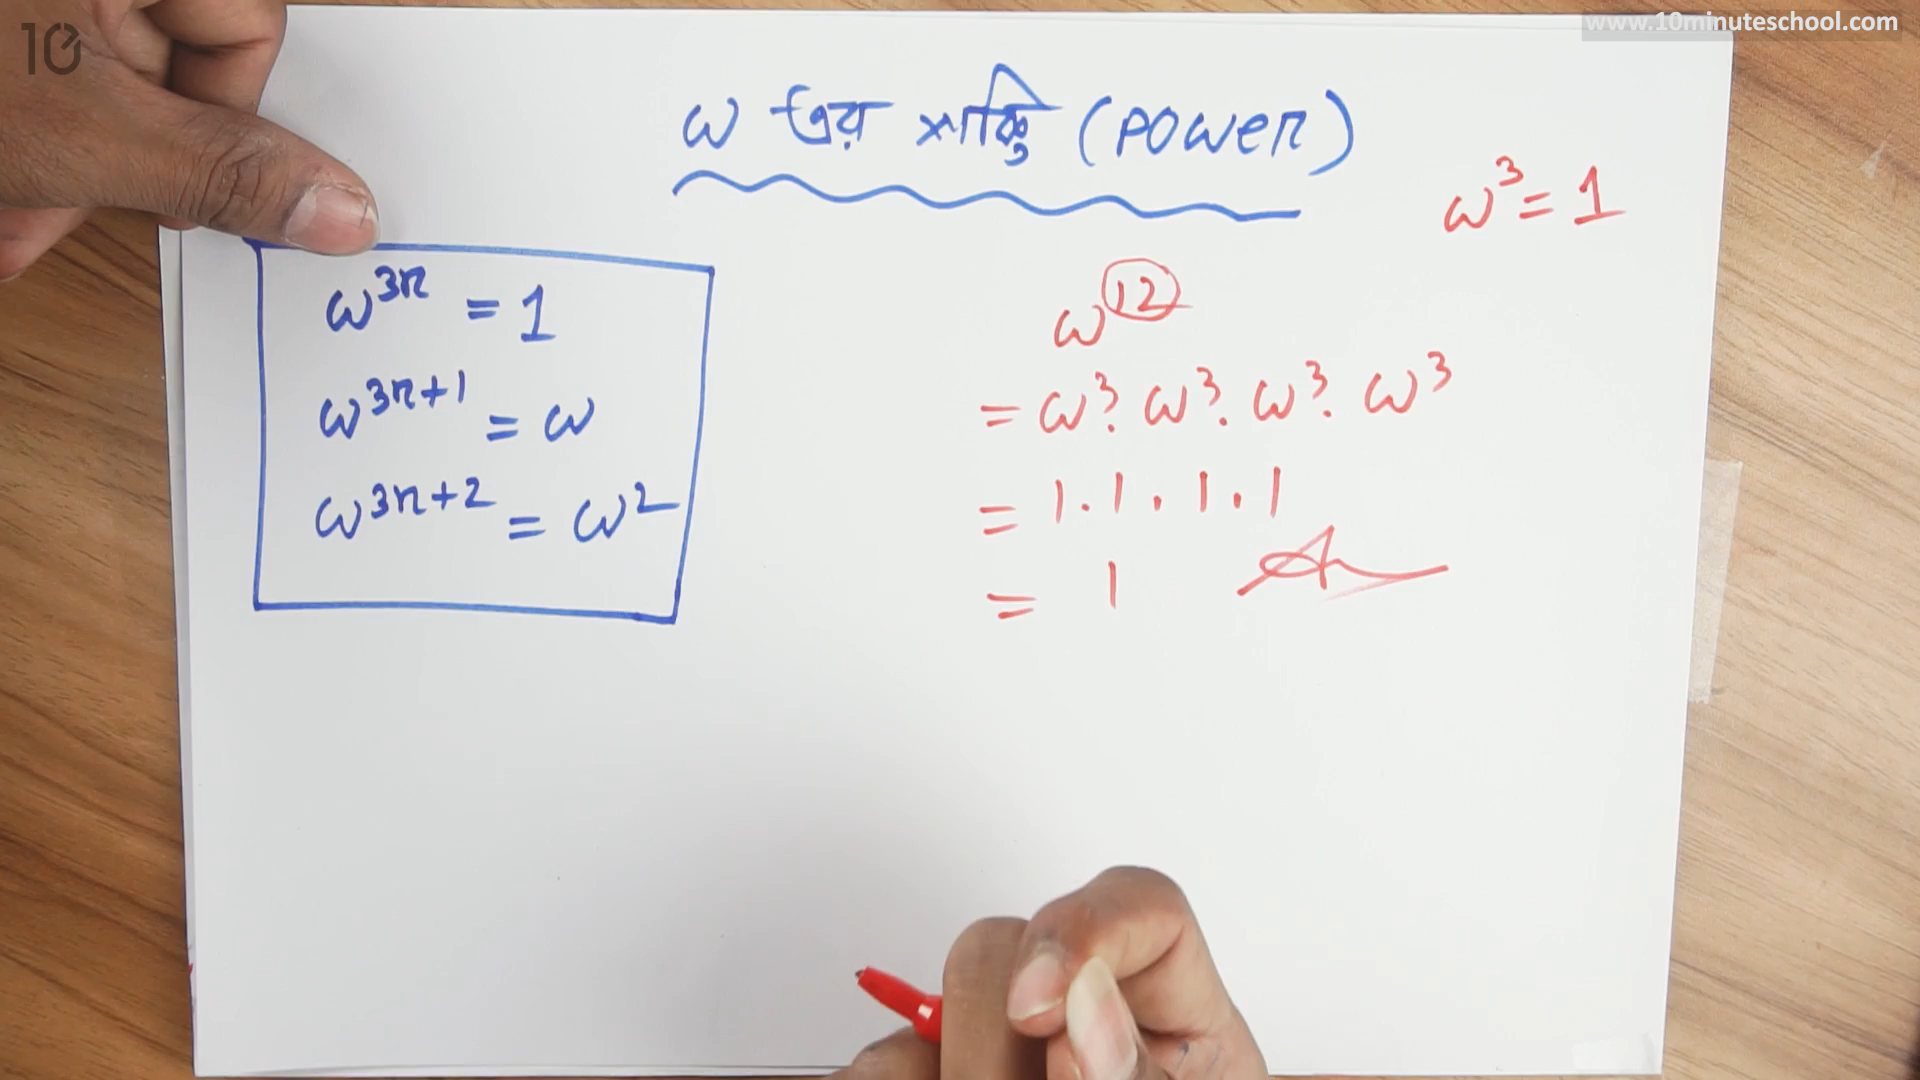 10
www.10minuteschool.com
ω এর শক্তি (POWER)
ω³ = 1
ω³ⁿ = 1
ω³ⁿ⁺¹ = ω
ω³ⁿ⁺² = ω²
ω¹²
= ω³. ω³. ω³. ω³
= 1.1.1.1
= 1